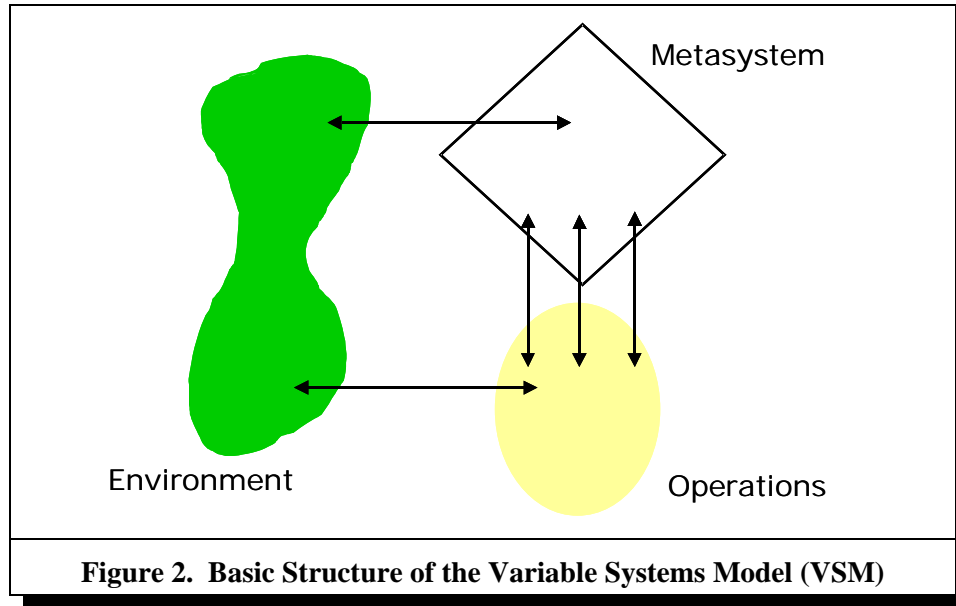 Metasystem
Environment
Operations
Figure 2. Basic Structure of the Variable Systems Model (VSM)